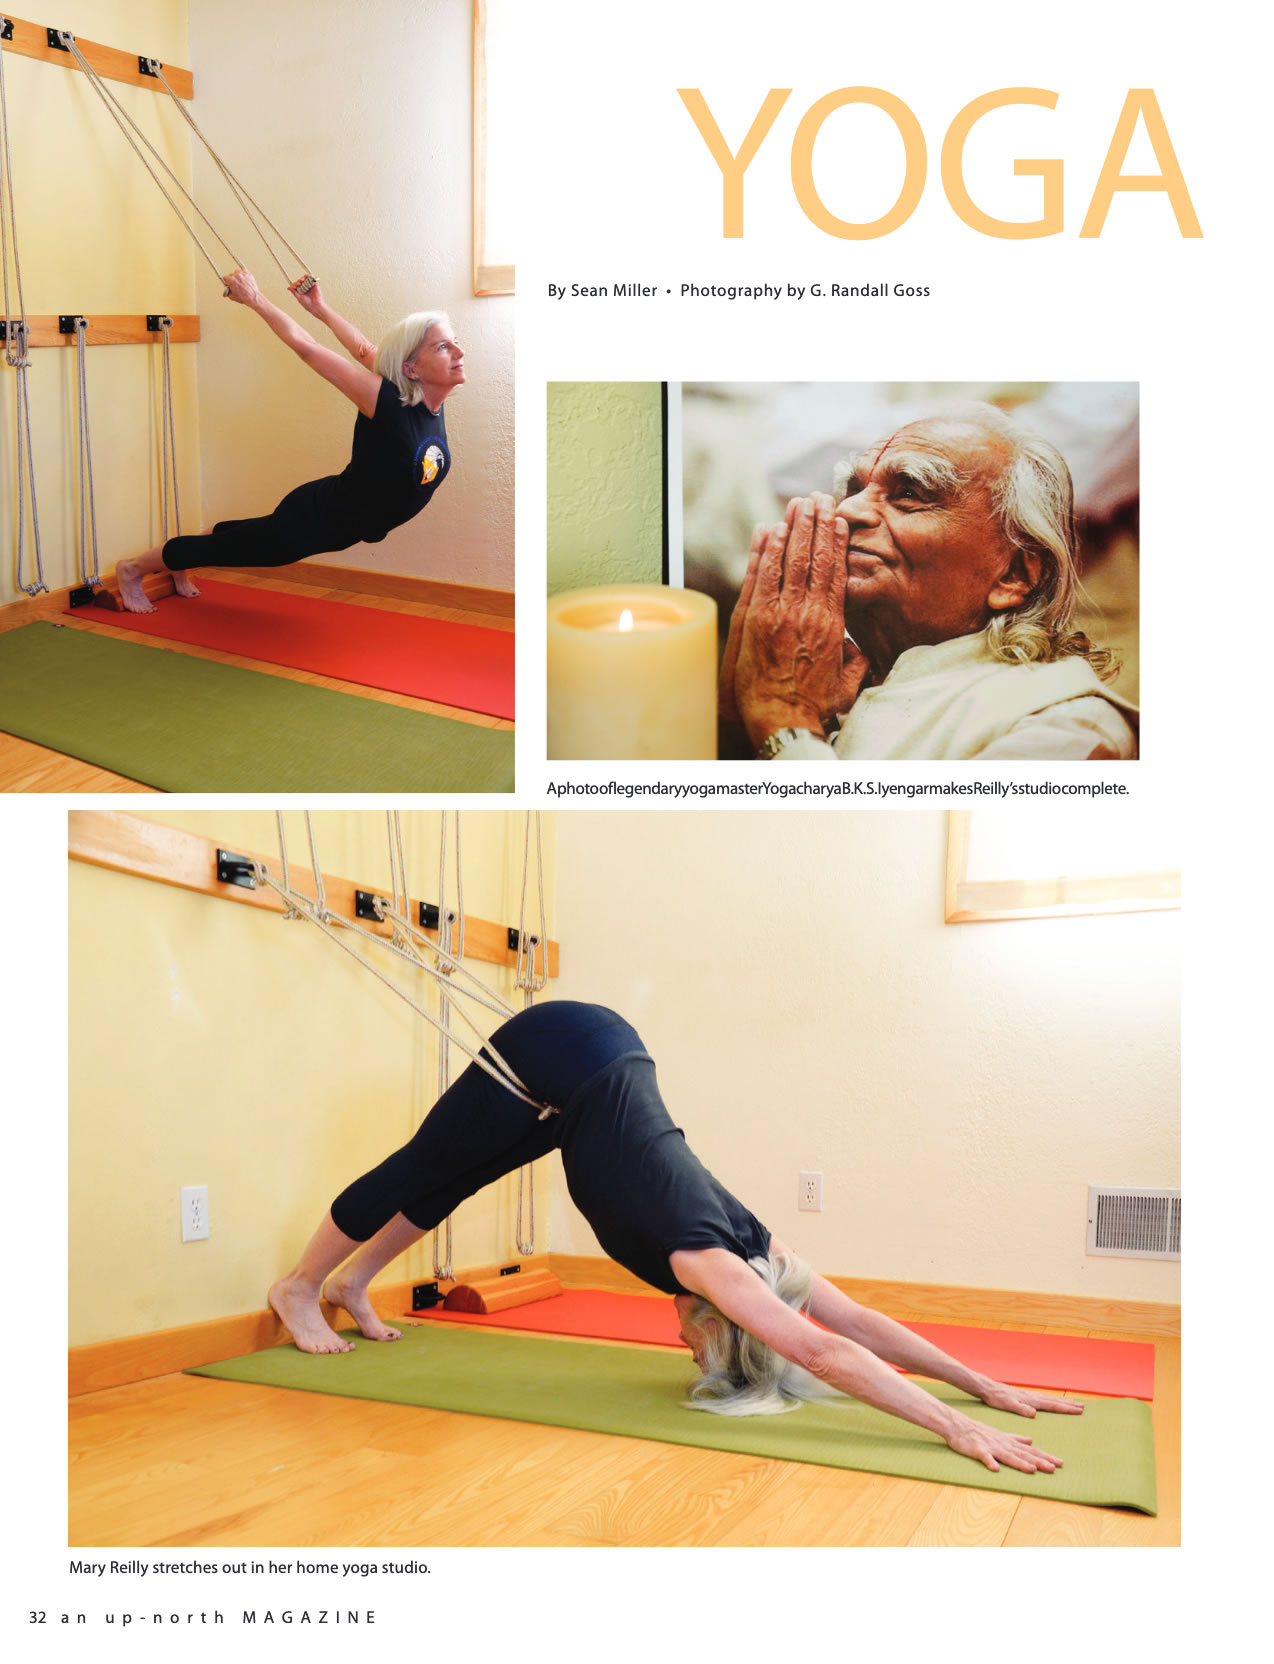 YOGA
By Sean Miller • Photography by G. Randall Goss
AphotooflegendaryyogamasterYogacharyaB.K.S.IyengarmakesReilly’sstudiocomplete.
Mary Reilly stretches out in her home yoga studio.
32 an up-north MAGAZINE